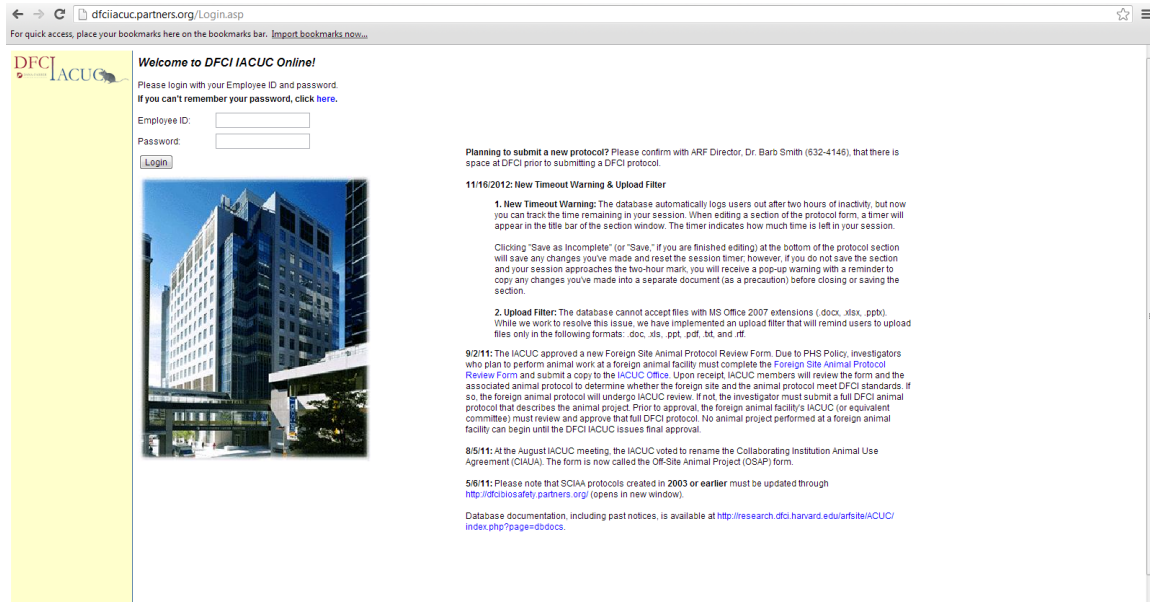 dfciiacuc.partners.org/Login.asp
For quick access, place your bookmarks here on the bookmarks bar. Import bookmarks now...
DFCI
IACUC
Welcome to DFCI IACUC Online!
Please login with your Employee ID and password.
If you can't remember your password, click here.
Employee ID:
Password:
Login
Planning to submit a new protocol? Please confirm with ARF Director, Dr. Barb Smith (632-4146), that there is
space at DFCI prior to submitting a DFCI protocol.
11/16/2012: New Timeout Warning & Upload Filter
1. New Timeout Warning: The database automatically logs users out after two hours of inactivity, but now
you can track the time remaining in your session. When editing a section of the protocol form, a timer will
appear in the title bar of the section window. The timer indicates how much time is left in your session.
Clicking "Save as Incomplete" (or "Save," if you are finished editing) at the bottom of the protocol section
will save any changes you've made and reset the session timer; however, if you do not save the section
and your session approaches the two-hour mark, you will receive a pop-up warning with a reminder to
copy any changes you've made into a separate document (as a precaution) before closing or saving the
section.
2. Upload Filter: The database cannot accept files with MS Office 2007 extensions (.docx, .xlsx, .pptx).
While we work to resolve this issue, we have implemented an upload filter that will remind users to upload
files only in the following formats: .doc, .xls, .ppt, .pdf, .txt, and .rtf.
9/2/11: The IACUC approved a new Foreign Site Animal Protocol Review Form. Due to PHS Policy, investigators
who plan to perform animal work at a foreign animal facility must complete the Foreign Site Animal Protocol
Review Form and submit a copy to the IACUC Office. Upon receipt, IACUC members will review the form and the
associated animal protocol to determine whether the foreign site and the animal protocol meet DFCI standards. If
so, the foreign animal protocol will undergo IACUC review. If not, the investigator must submit a full DFCI animal
protocol that describes the animal project. Prior to approval, the foreign animal facility's IACUC (or equivalent
committee) must review and approve that full DFCI protocol. No animal project performed at a foreign animal
facility can begin until the DFCI IACUC issues final approval.
8/5/11: At the August IACUC meeting, the IACUC voted to rename the Collaborating Institution Animal Use
Agreement (CIAUA). The form is now called the Off-Site Animal Project (OSAP) form.
5/6/11: Please note that SCIAA protocols created in 2003 or earlier must be updated through
http://dfcibiosafety.partners.org/ (opens in new window).
Database documentation, including past notices, is available at http://research.dfci.harvard.edu/arfsite/ACUC/
index.php?page=dbdocs.